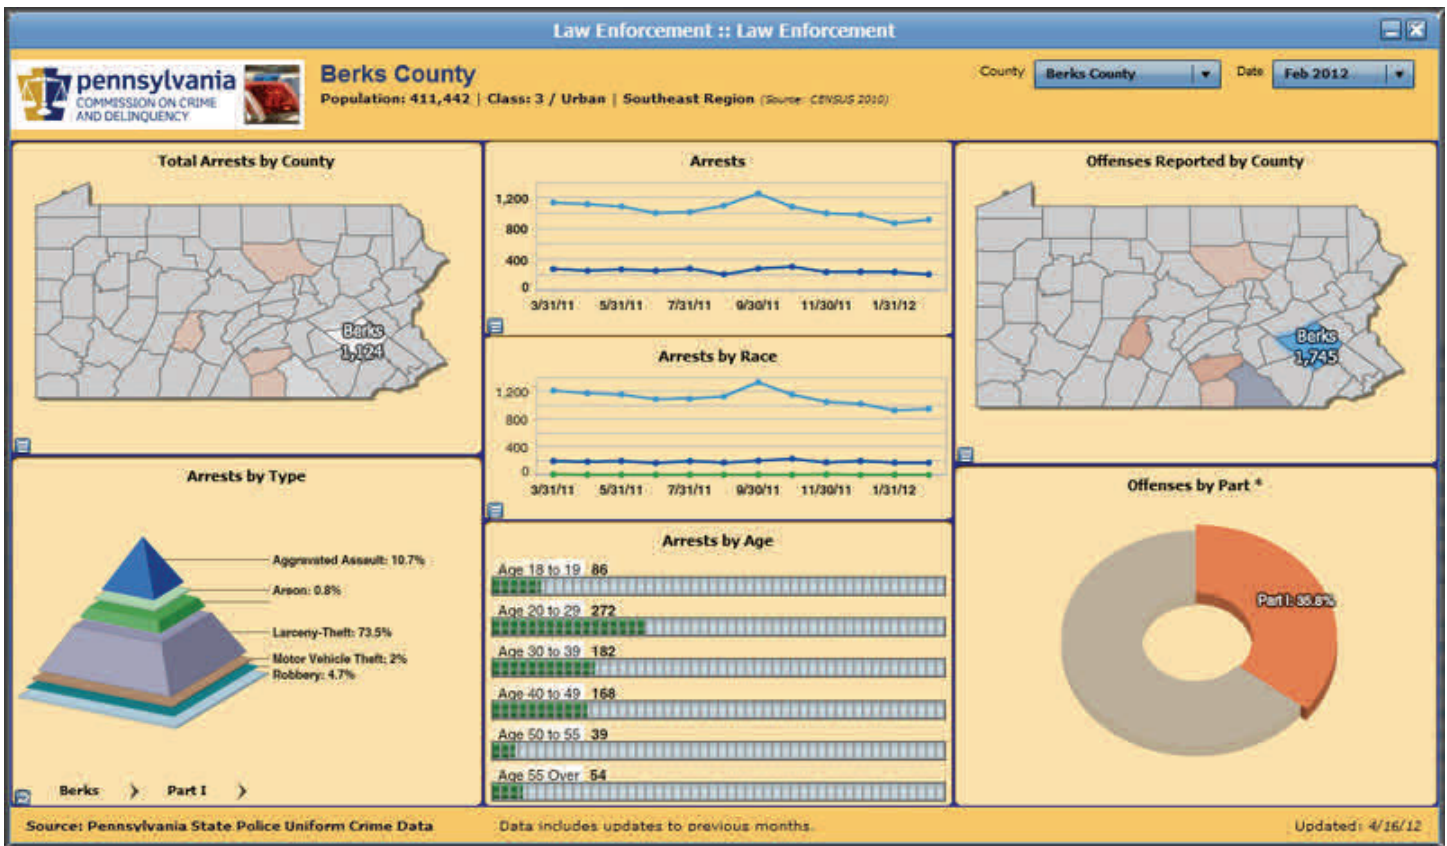 Law Enforcement :: Law Enforcement
pennsylvania
COMMISSION ON CRIME
AND DELINQUENCY
Berks County
Population: 411,442 | Class: 3 / Urban | Southeast Region (Source: CENSUS 2010)
County Berks County Date Feb 2012
Total Arrests by County
Berks
1,124
Arrests by Type
Aggravated Assault: 10.7%
Arson: 0.8%
Larceny-Theft: 73.5%
Motor Vehicle Theft: 2%
Robbery: 4.7%
Berks Part I
Arrests
1,200
800
400
0
3/31/11 5/31/11 7/31/11 9/30/11 11/30/11 1/31/12
Arrests by Race
1,200
800
400
0
3/31/11 5/31/11 7/31/11 9/30/11 11/30/11 1/31/12
Arrests by Age
Age 18 to 19 86
Age 20 to 29 272
Age 30 to 39 182
Age 40 to 49 168
Age 50 to 55 39
Age 55 Over 54
Offenses Reported by County
Berks
1,745
Offenses by Part *
Part I: 35.8%
Source: Pennsylvania State Police Uniform Crime Data
Data includes updates to previous months.
Updated: 4/16/12